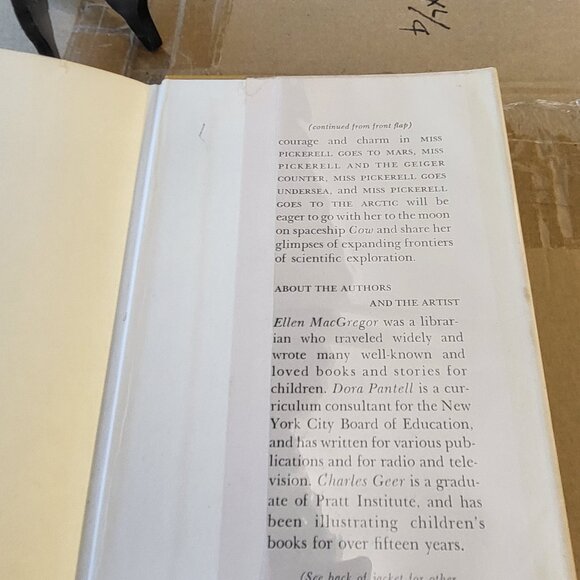 (continued from front flap)
courage and charm in MISS
PICKERELL GOES TO MARS, MISS
PICKERELL AND THE GEIGER
COUNTER, MISS PICKERELL GOES
UNDERSEA, and MISS PICKERELL
GOES TO THE ARCTIC will be
eager to go with her to the moon
on spaceship Cow and share her
glimpses of expanding frontiers
of scientific exploration.
ABOUT THE AUTHORS
AND THE ARTIST
Ellen MacGregor was a librar-
ian who traveled widely and
wrote many well-known and
loved books and stories for
children. Dora Pantell is a cur-
riculum consultant for the New
York City Board of Education,
and has written for various pub-
lications and for radio and tele-
vision. Charles Geer is a gradu-
ate of Pratt Institute, and has
been illustrating children's
books for over fifteen years.
(See back of jacket for other